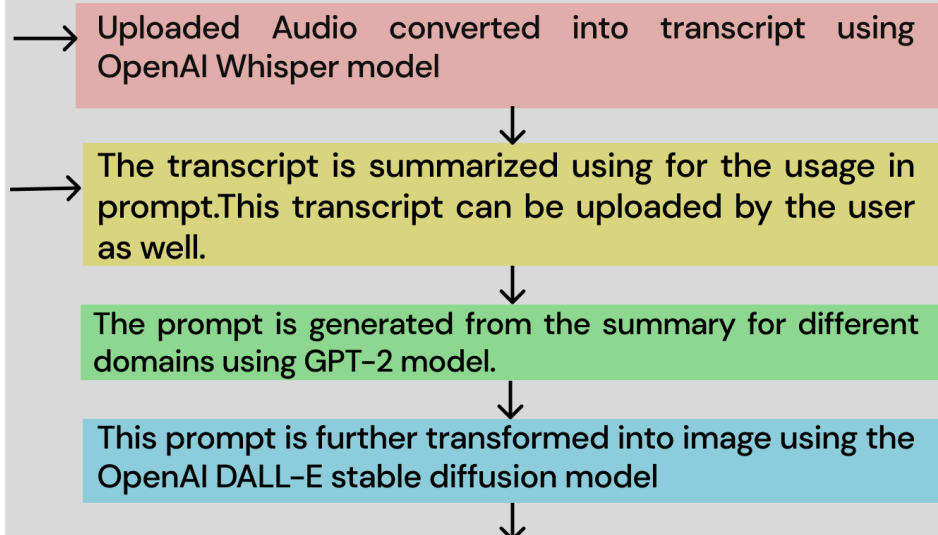 Uploaded Audio converted into transcript using
OpenAI Whisper model
The transcript is summarized using for the usage in
prompt.This transcript can be uploaded by the user
as well.
The prompt is generated from the summary for different
domains using GPT-2 model.
This prompt is further transformed into image using the
OpenAI DALL-E stable diffusion model